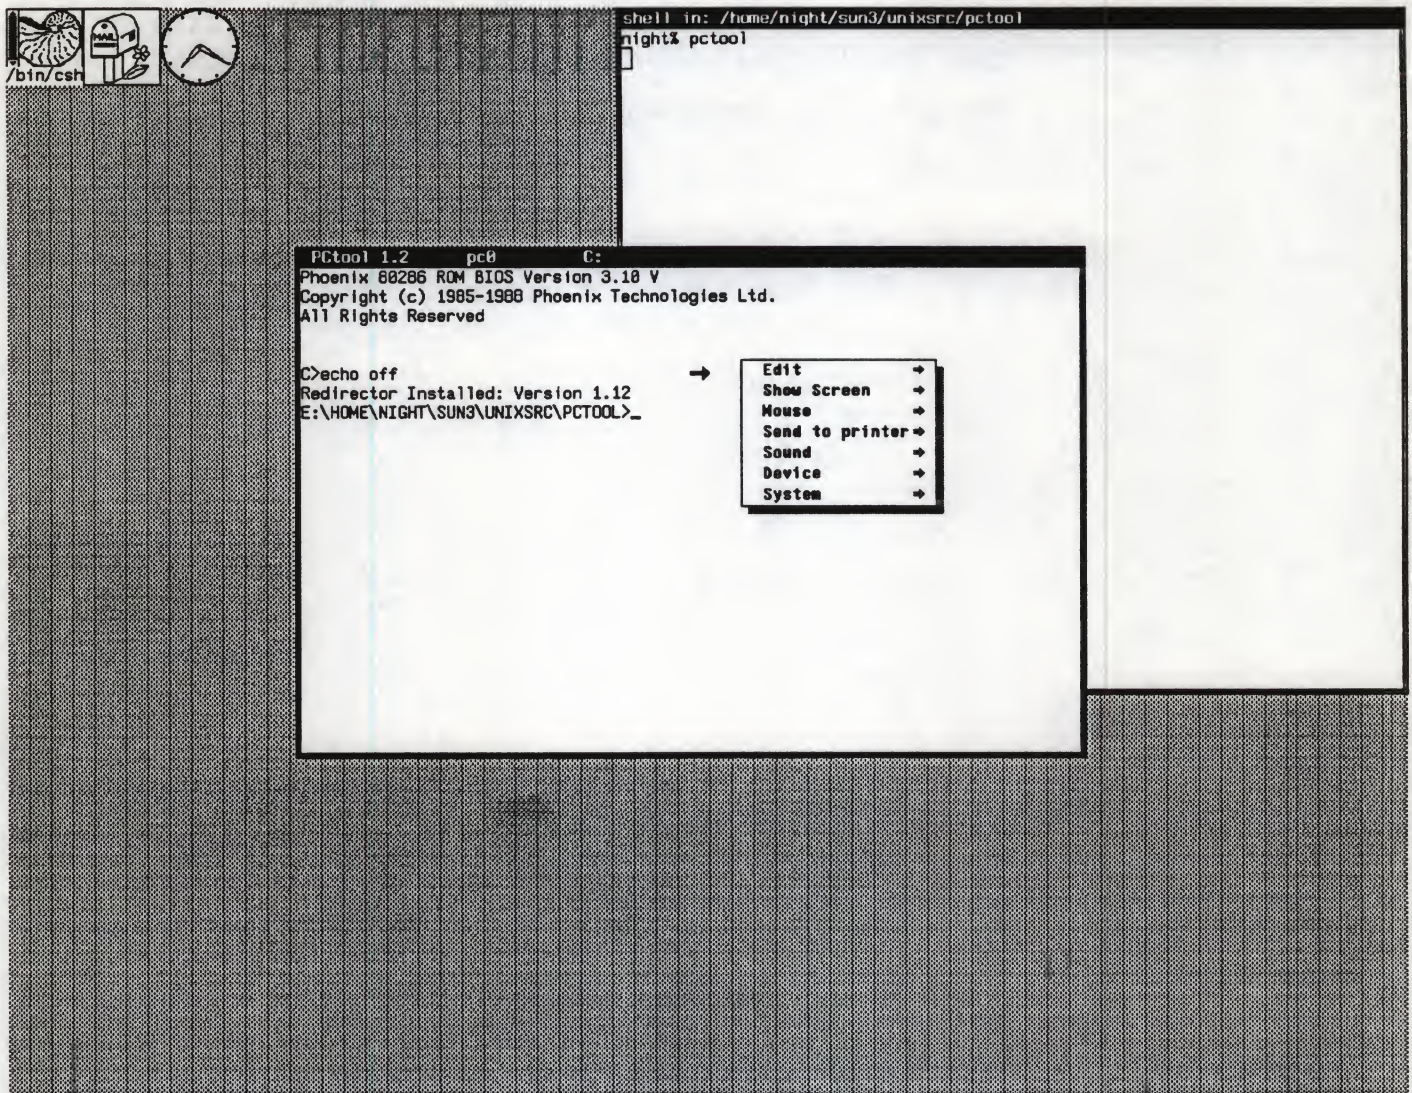 /bin/csh
MAIL
shell in: /home/night/sun3/unixsrc/pctool
night% pctool
PCtool 1.2 pc0 C:
Phoenix 80286 ROM BIOS Version 3.10 V
Copyright (c) 1985-1988 Phoenix Technologies Ltd.
All Rights Reserved
C>echo off
Redirector Installed: Version 1.12
E:\HOME\NIGHT\SUN3\UNIXSRC\PCTOOL>_
Edit →
Show Screen →
Mouse →
Send to printer →
Sound →
Device →
System →